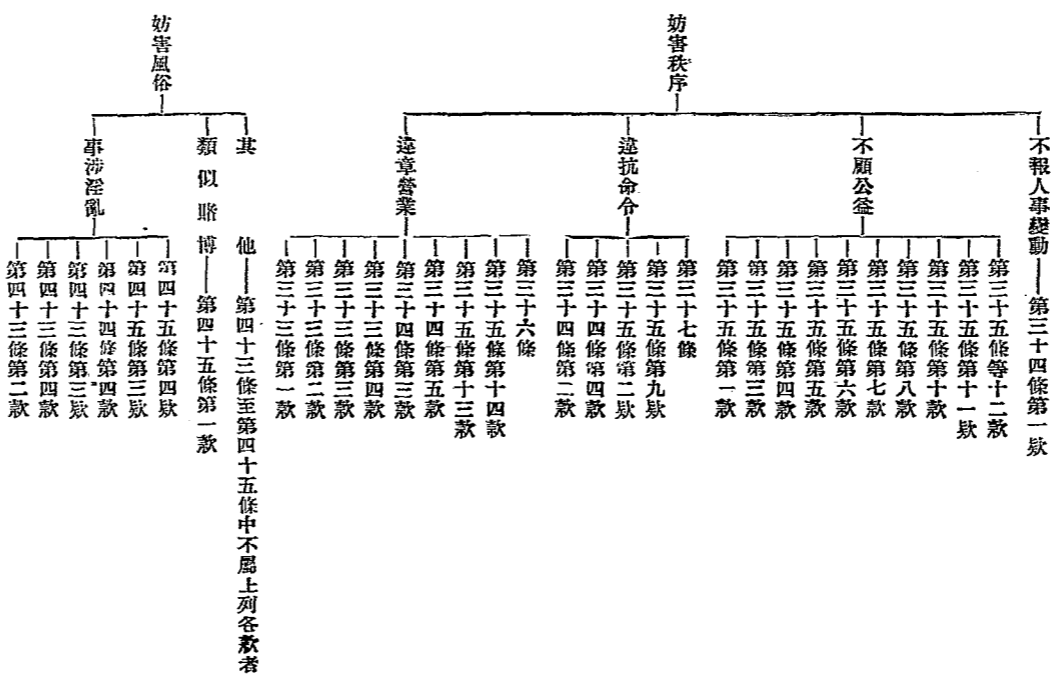 妨害秩序
不報人事變動
第三十四條第一款
不顧公益
第三十五條等十二款
第三十五條第十一款
第三十五條第十款
第三十五條第八款
第三十五條第七款
第三十五條第六款
第三十五條第五款
第三十五條第四款
第三十五條第三款
第三十五條第一款
違抗命令
第三十七條
第三十五條第九款
第三十五條第二款
第三十四條第四款
第三十四條第二款
違章營業
第三十六條
第三十五條第十四款
第三十五條第十三款
第三十四條第五款
第三十四條第三款
第三十三條第四款
第三十三條第三款
第三十三條第二款
第三十三條第一款
妨害風俗
其他
第四十三條至第四十五條中不屬上列各款者
類似賭博
第四十五條第一款
事涉淫亂
第四十五條第四款
第四十五條第三款
第四十四條第四款
第四十三條第三款
第四十三條第四款
第四十三條第二款